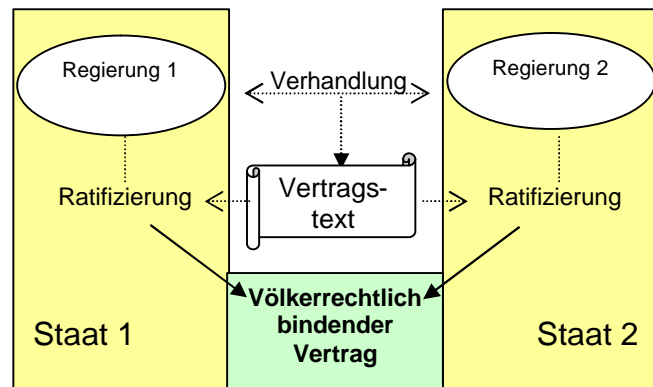 Regierung 1
Verhandlung
Regierung 2
Ratifizierung
Vertrags-
text
Ratifizierung
Völkerrechtlich
bindender
Vertrag
Staat 1
Staat 2